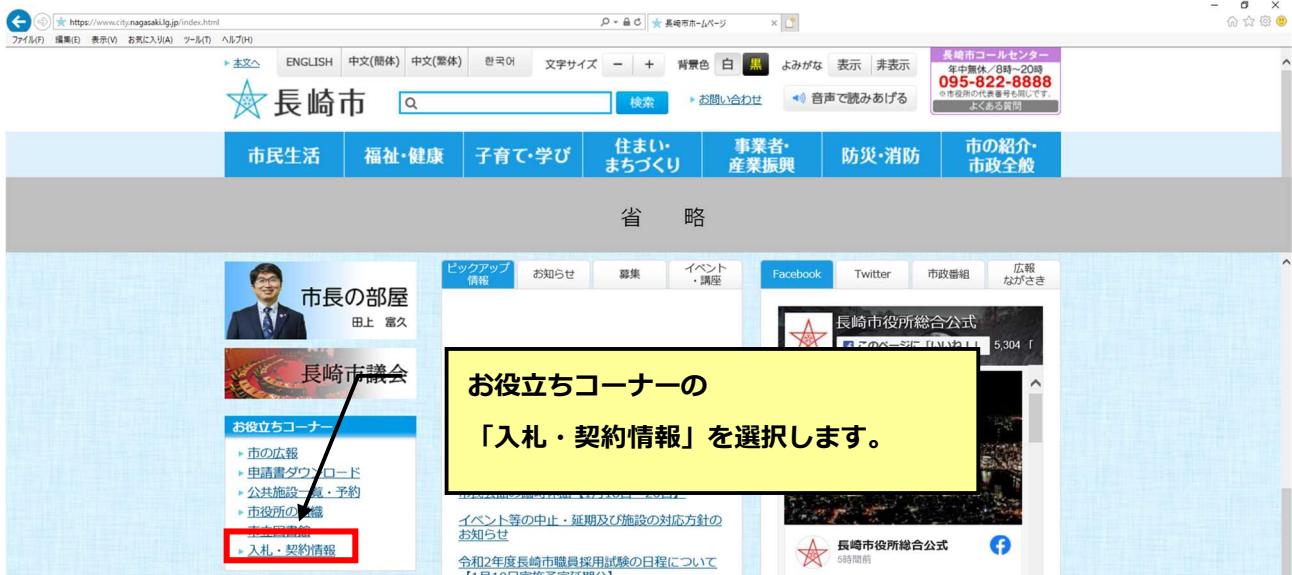 https://www.city.nagasaki.lg.jp/index.html
長崎市ホームページ
ファイル(F) 編集(E) 表示(V) お気に入り(A) ツール(T) ヘルプ(H)
本文へ ENGLISH 中文(簡体) 中文(繁体) 한국어 文字サイズ − + 背景色 白 黒 よみがな 表示 非表示
長崎市コールセンター
年中無休/8時~20時
095-822-8888
※市役所の代表番号も同じです。
よくある質問
長崎市 検索 お問い合わせ 音声で読みあげる
市民生活 福祉・健康 子育て・学び 住まい・まちづくり 事業者・産業振興 防災・消防 市の紹介・市政全般
省 略
市長の部屋
田上 富久
長崎市議会
お役立ちコーナー
市の広報
申請書ダウンロード
公共施設一覧・予約
市役所の組織
市立図書館
入札・契約情報
ピックアップ情報 お知らせ 募集 イベント・講座
お役立ちコーナーの
「入札・契約情報」を選択します。
イベント等の中止・延期及び施設の対応方針の
お知らせ
令和2年度長崎市職員採用試験の日程について
Facebook Twitter 市政番組 広報ながさき
長崎市役所総合公式
このページに「いいね!」 5,304 「
長崎市役所総合公式
5時間前